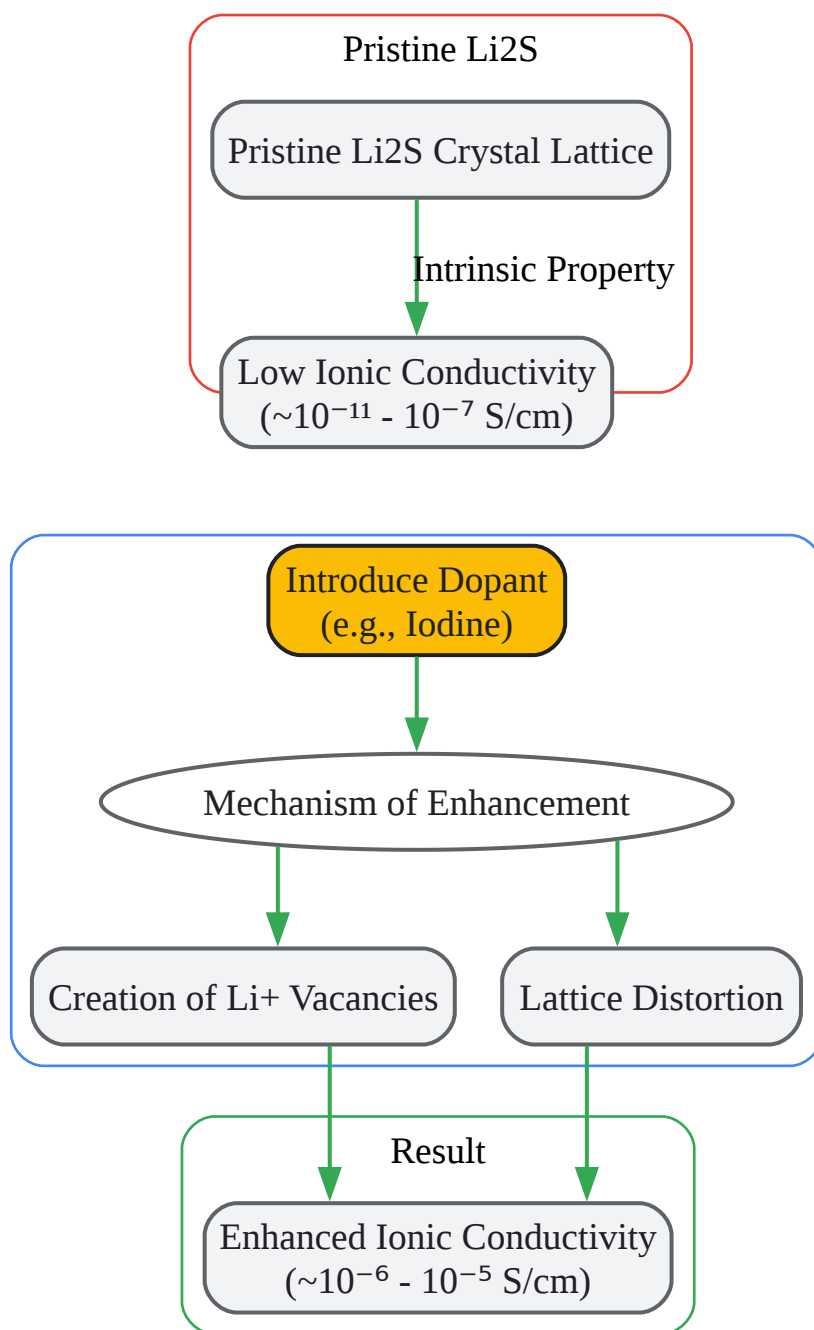 Pristine Li2S
Pristine Li2S Crystal Lattice
Intrinsic Property
Low Ionic Conductivity
(~10⁻¹¹ - 10⁻⁷ S/cm)
Introduce Dopant
(e.g., Iodine)
Mechanism of Enhancement
Creation of Li+ Vacancies
Lattice Distortion
Result
Enhanced Ionic Conductivity
(~10⁻⁶ - 10⁻⁵ S/cm)